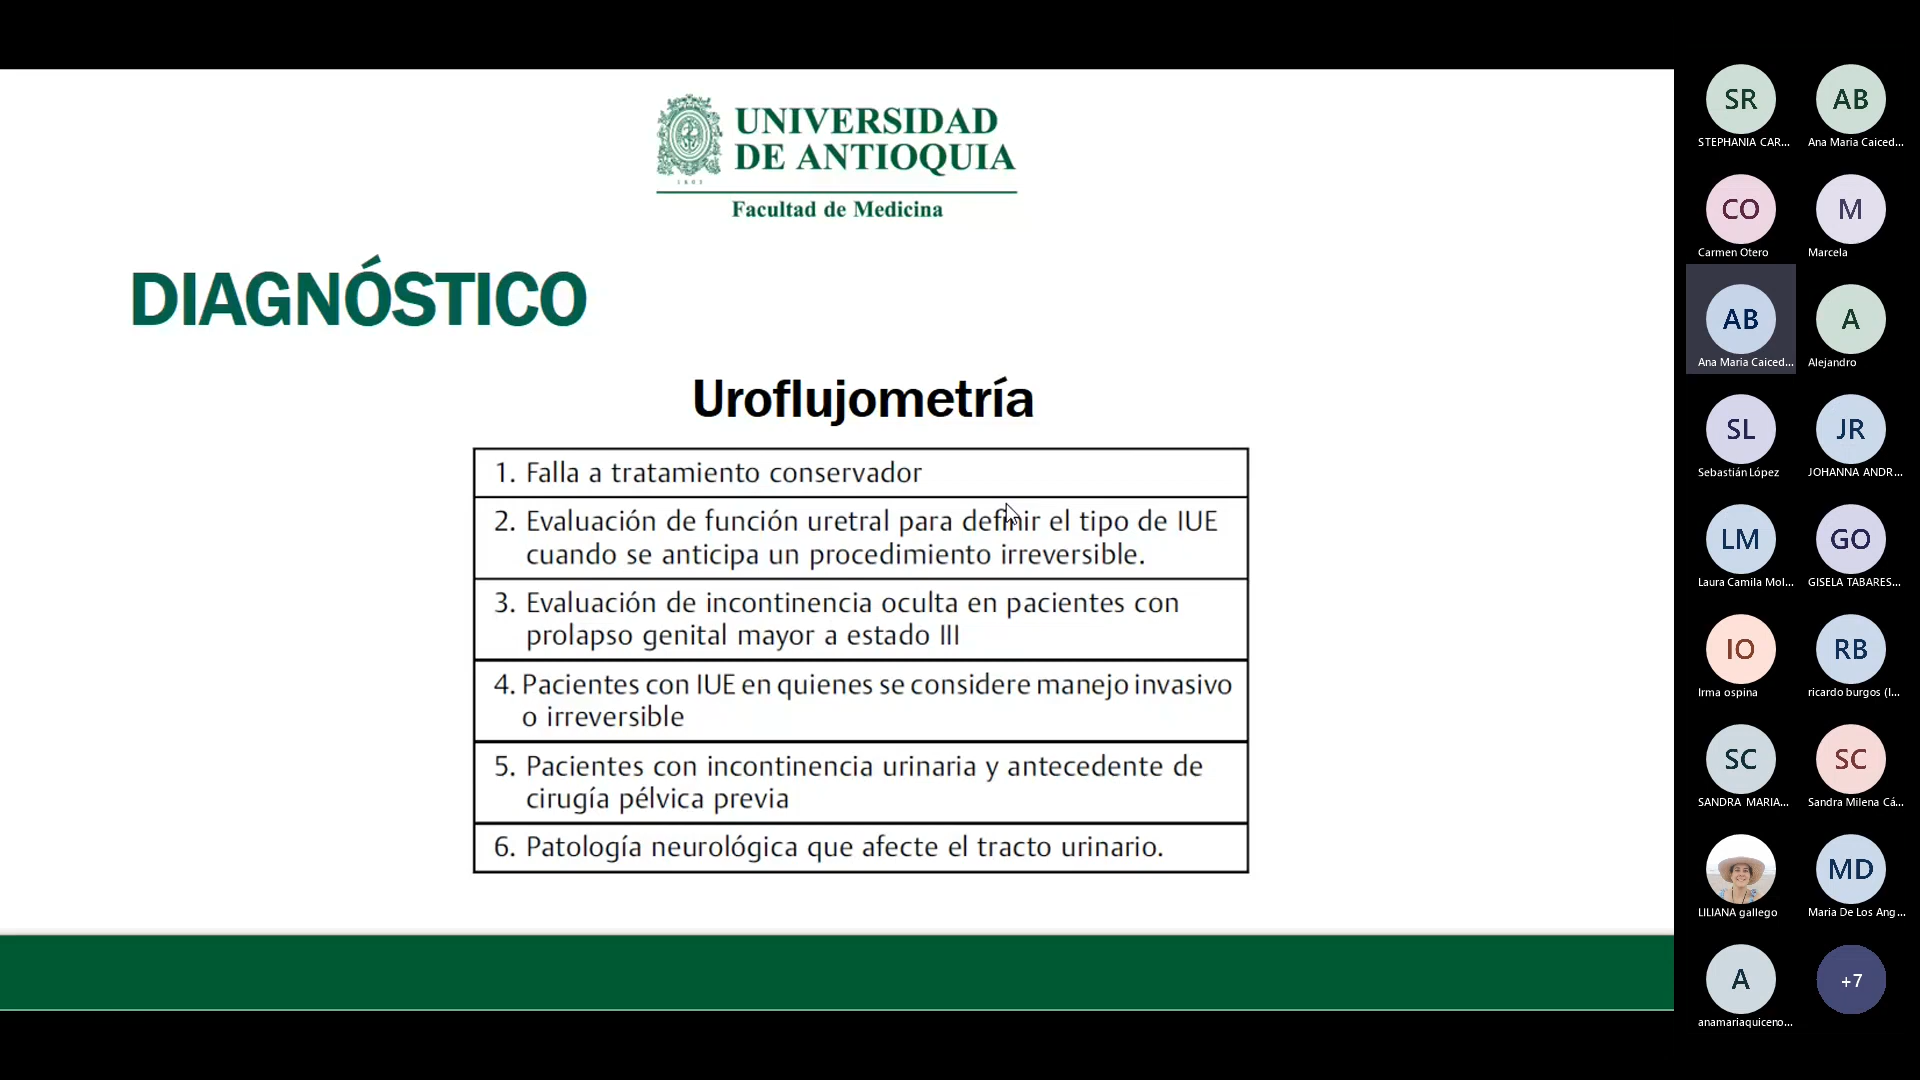 UNIVERSIDAD
DE ANTIOQUIA
1803
Facultad de Medicina
DIAGNÓSTICO
Uroflujometría
1. Falla a tratamiento conservador
2. Evaluación de función uretral para definir el tipo de IUE
cuando se anticipa un procedimiento irreversible.
3. Evaluación de incontinencia oculta en pacientes con
prolapso genital mayor a estado III
4. Pacientes con IUE en quienes se considere manejo invasivo
o irreversible
5. Pacientes con incontinencia urinaria y antecedente de
cirugía pélvica previa
6. Patología neurológica que afecte el tracto urinario.
SR
AB
STEPHANIA CAR...
Ana Maria Caiced...
CO
M
Carmen Otero
Marcela
AB
A
Ana Maria Caiced...
Alejandro
SL
JR
Sebastián López
JOHANNA ANDR...
LM
GO
Laura Camila Mol...
GISELA TABARES...
IO
RB
Irma ospina
ricardo burgos (I...
SC
SC
SANDRA MARIA...
Sandra Milena Cá...
MD
LILIANA gallego
Maria De Los Ang...
A
+7
anamariaquiceno...